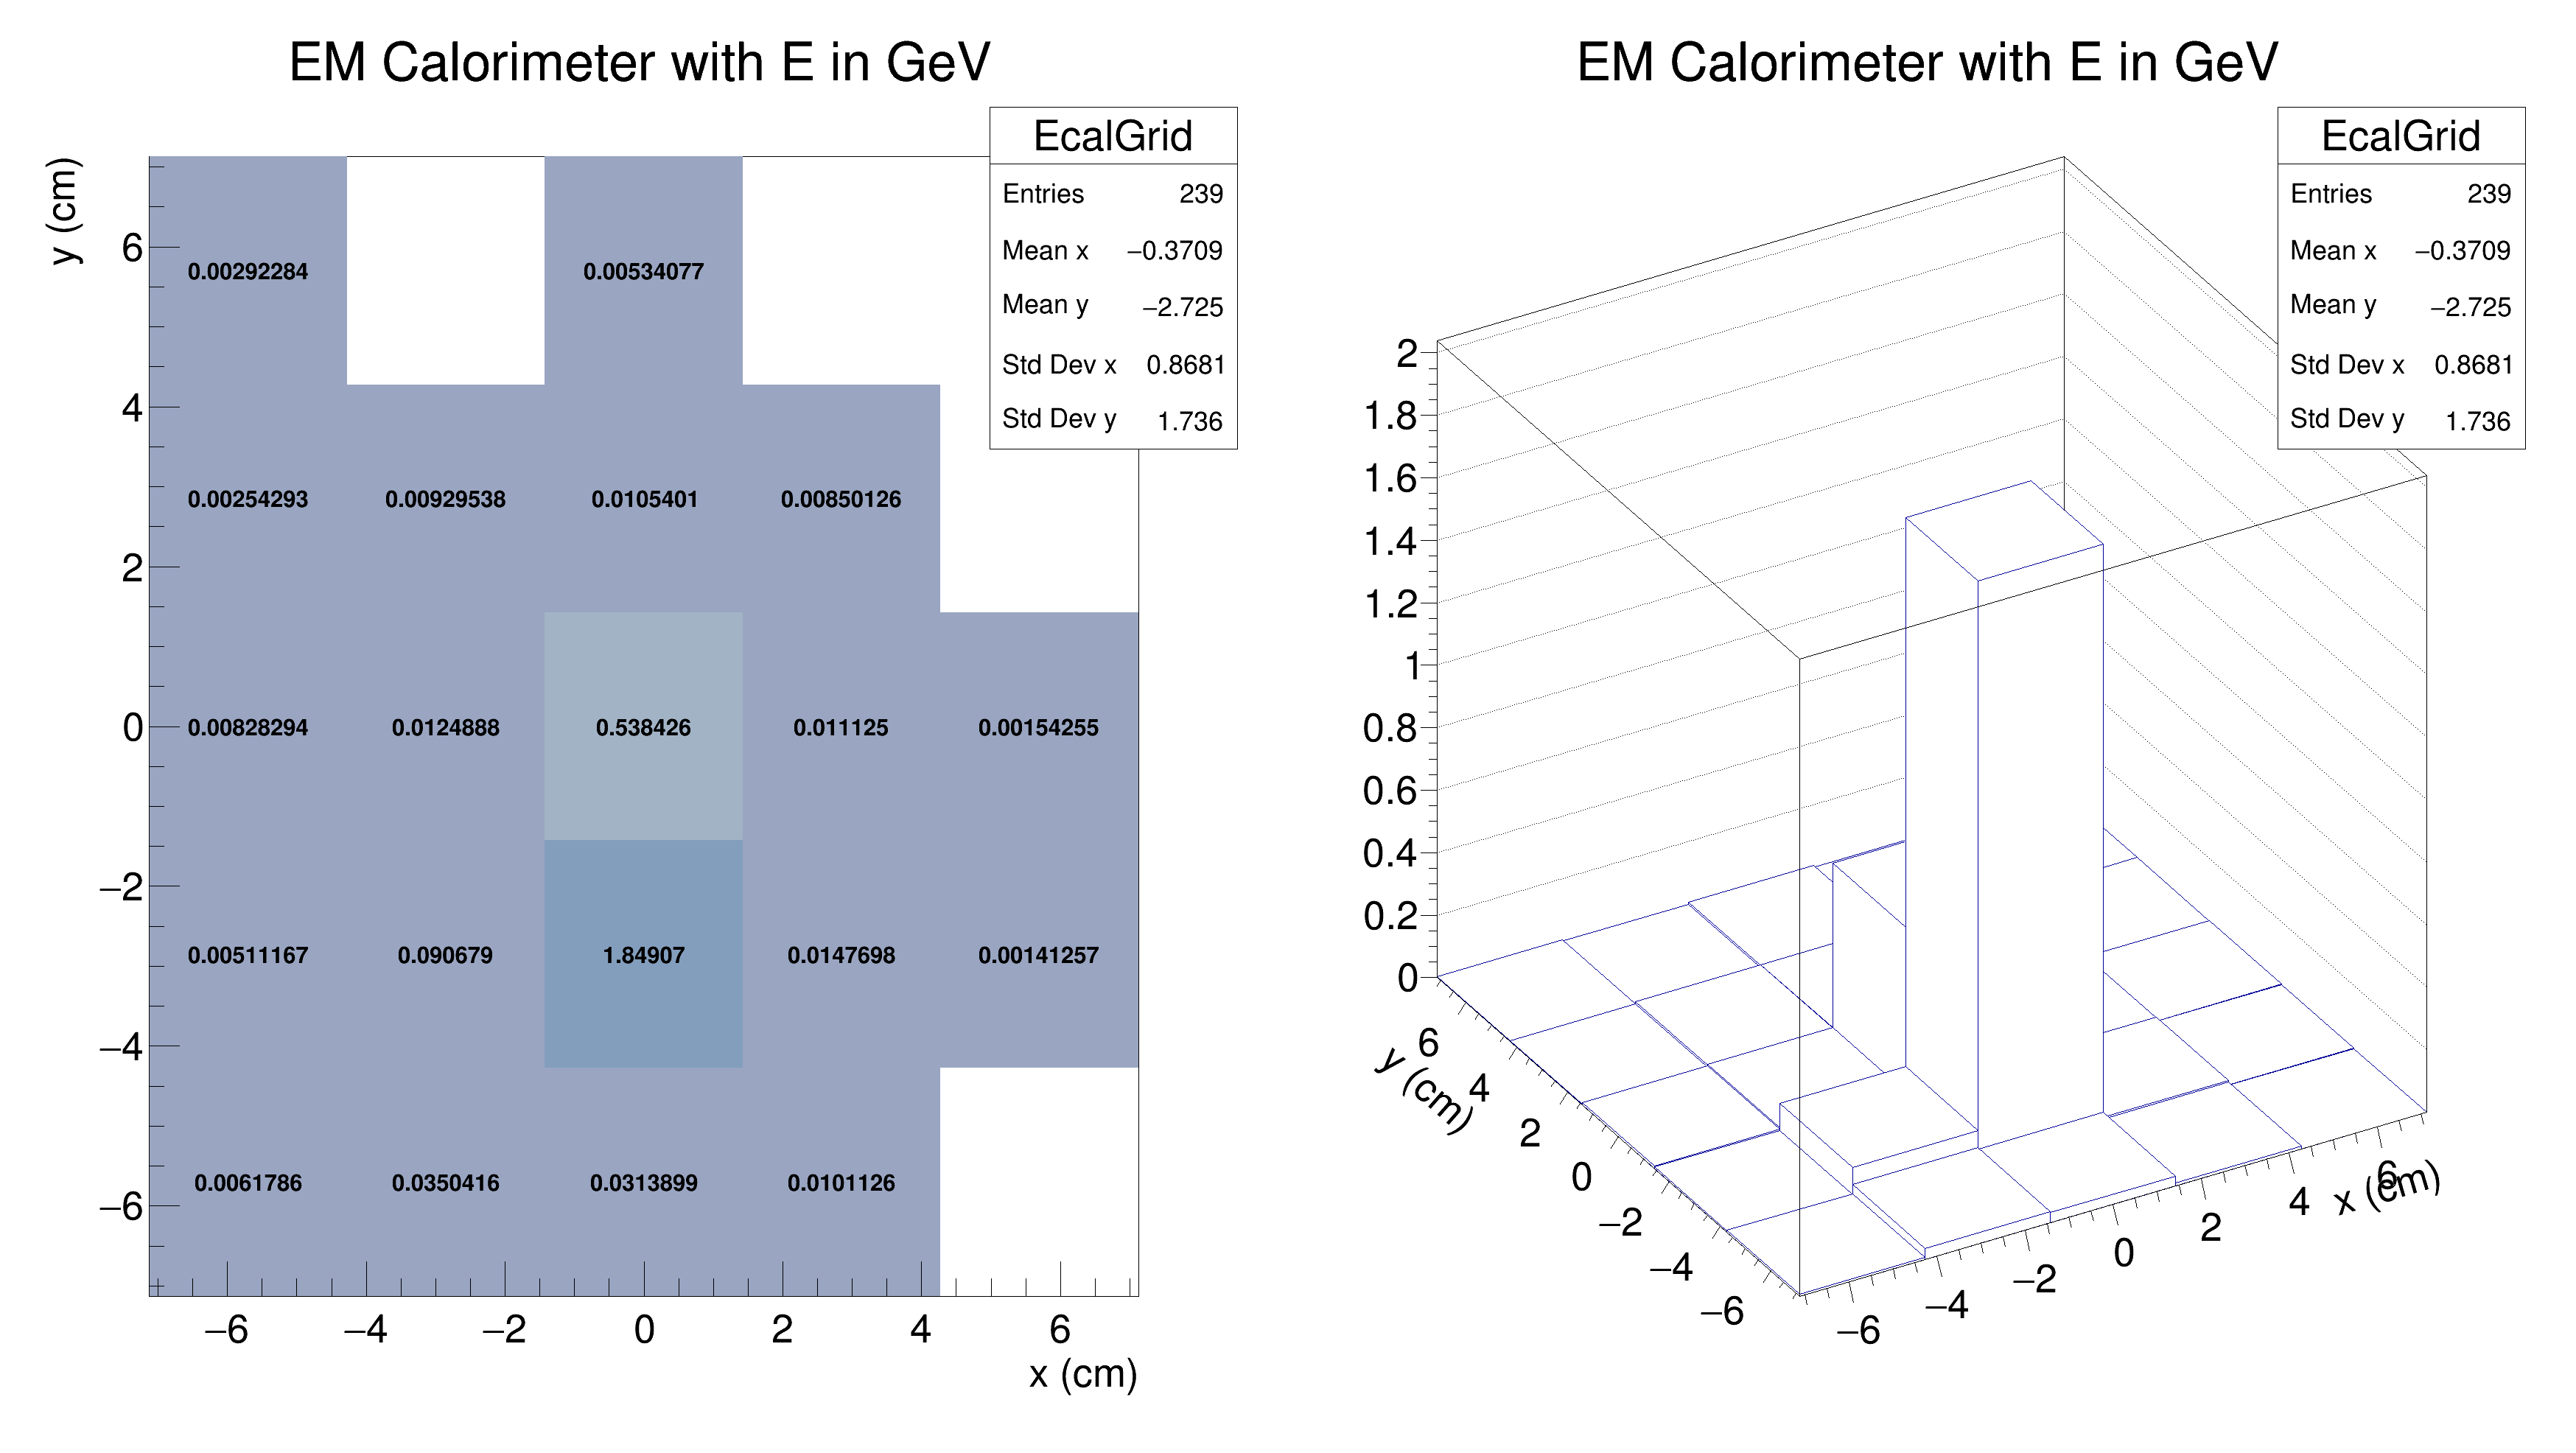 EM Calorimeter with E in GeV
EcalGrid
Entries 239
Mean x −0.3709
Mean y −2.725
Std Dev x 0.8681
Std Dev y 1.736
y (cm)
6
4
2
0
−2
−4
−6
0.00292284 0.00534077
0.00254293 0.00929538 0.0105401 0.00850126
0.00828294 0.0124888 0.538426 0.011125 0.00154255
0.00511167 0.090679 1.84907 0.0147698 0.00141257
0.0061786 0.0350416 0.0313899 0.0101126
−6 −4 −2 0 2 4 6
x (cm)
EM Calorimeter with E in GeV
EcalGrid
Entries 239
Mean x −0.3709
Mean y −2.725
Std Dev x 0.8681
Std Dev y 1.736
2
1.8
1.6
1.4
1.2
1
0.8
0.6
0.4
0.2
0
y (cm)
6
4
2
0
−2
−4
−6
−6 −4 −2 0 2 4 6
x (cm)